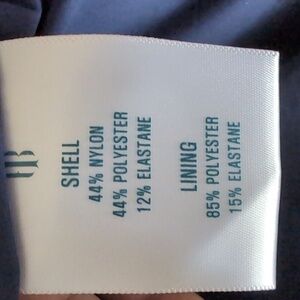 SHELL
44% NYLON
44% POLYESTER
12% ELASTANE
LINING
85% POLYESTER
15% ELASTANE